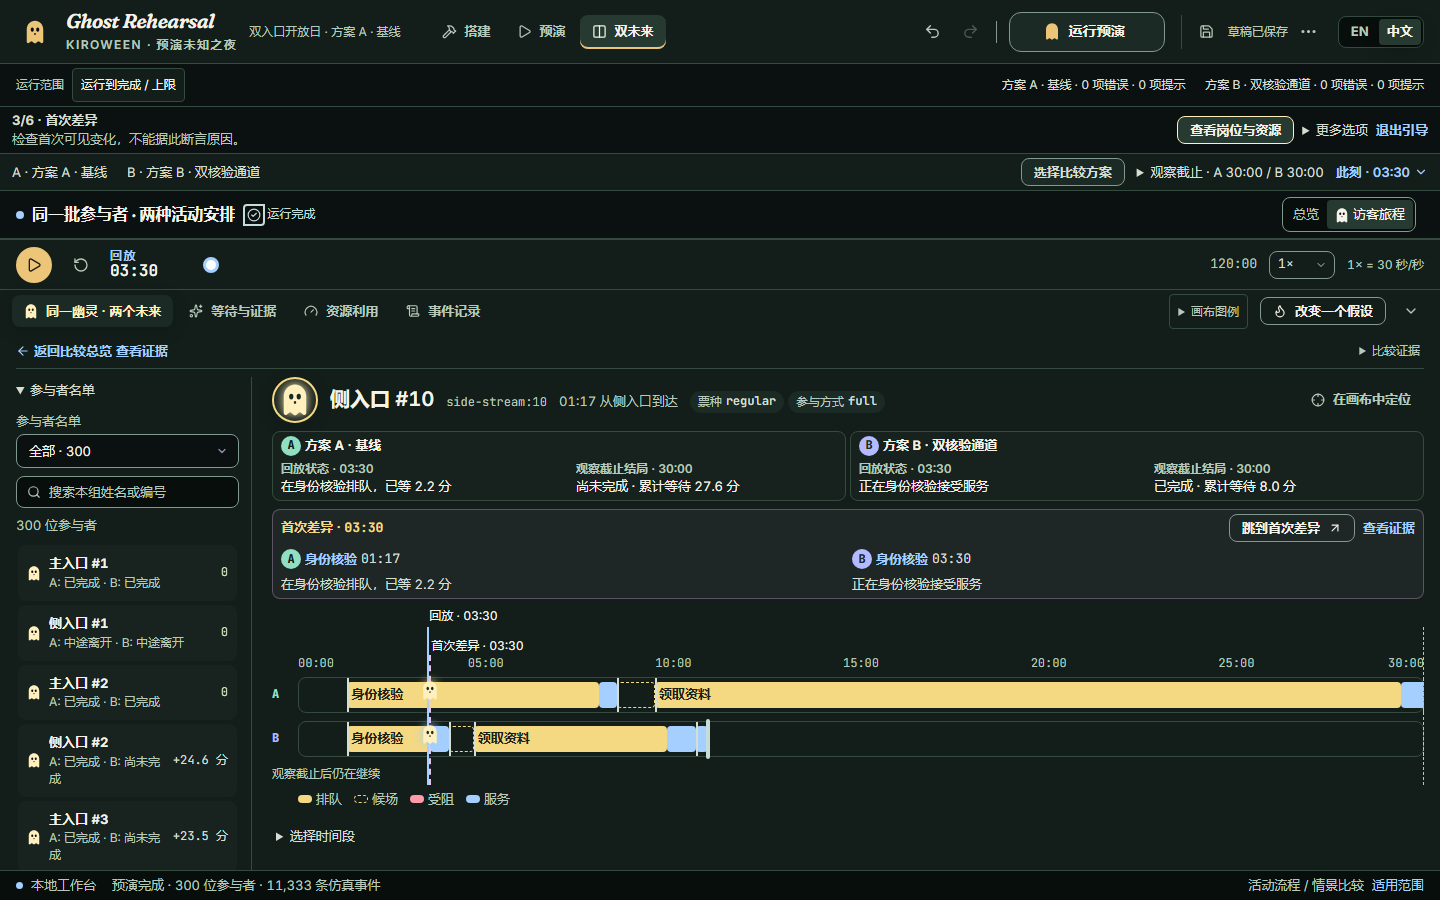 Ghost Rehearsal
KIROWEEN · 预演未知之夜
双入口开放日 · 方案 A · 基线
搭建
预演
双未来
运行预演
草稿已保存
EN
中文
运行范围
运行到完成 / 上限
方案 A · 基线 · 0 项错误 · 0 项提示
方案 B · 双核验通道 · 0 项错误 · 0 项提示
3/6 · 首次差异
检查首次可见变化，不能据此断言原因。
查看岗位与资源
更多选项
退出引导
A · 方案 A · 基线
B · 方案 B · 双核验通道
选择比较方案
观察截止 · A 30:00 / B 30:00
此刻 · 03:30
同一批参与者 · 两种活动安排
运行完成
总览
访客旅程
回放
03:30
120:00
1×
1× = 30 秒/秒
同一幽灵 · 两个未来
等待与证据
资源利用
事件记录
画布图例
改变一个假设
返回比较总览
查看证据
比较证据
参与者名单
参与者名单
全部 · 300
搜索本组姓名或编号
300 位参与者
主入口 #1
A: 已完成 · B: 已完成
0
侧入口 #1
A: 中途离开 · B: 中途离开
0
主入口 #2
A: 已完成 · B: 已完成
0
侧入口 #2
A: 已完成 · B: 尚未完
成
+24.6 分
主入口 #3
A: 已完成 · B: 尚未完
成
+23.5 分
侧入口 #10
side-stream:10
01:17 从侧入口到达
票种 regular
参与方式 full
在画布中定位
A 方案 A · 基线
回放状态 · 03:30
在身份核验排队，已等 2.2 分
观察截止结局 · 30:00
尚未完成 · 累计等待 27.6 分
B 方案 B · 双核验通道
回放状态 · 03:30
正在身份核验接受服务
观察截止结局 · 30:00
已完成 · 累计等待 8.0 分
首次差异 · 03:30
跳到首次差异
查看证据
A 身份核验 01:17
在身份核验排队，已等 2.2 分
B 身份核验 03:30
正在身份核验接受服务
回放 · 03:30
首次差异 · 03:30
00:00
05:00
10:00
15:00
20:00
25:00
30:00
A
身份核验
领取资料
B
身份核验
领取资料
观察截止后仍在继续
排队
候场
受阻
服务
选择时间段
本地工作台
预演完成 · 300 位参与者 · 11,333 条仿真事件
活动流程 / 情景比较
适用范围